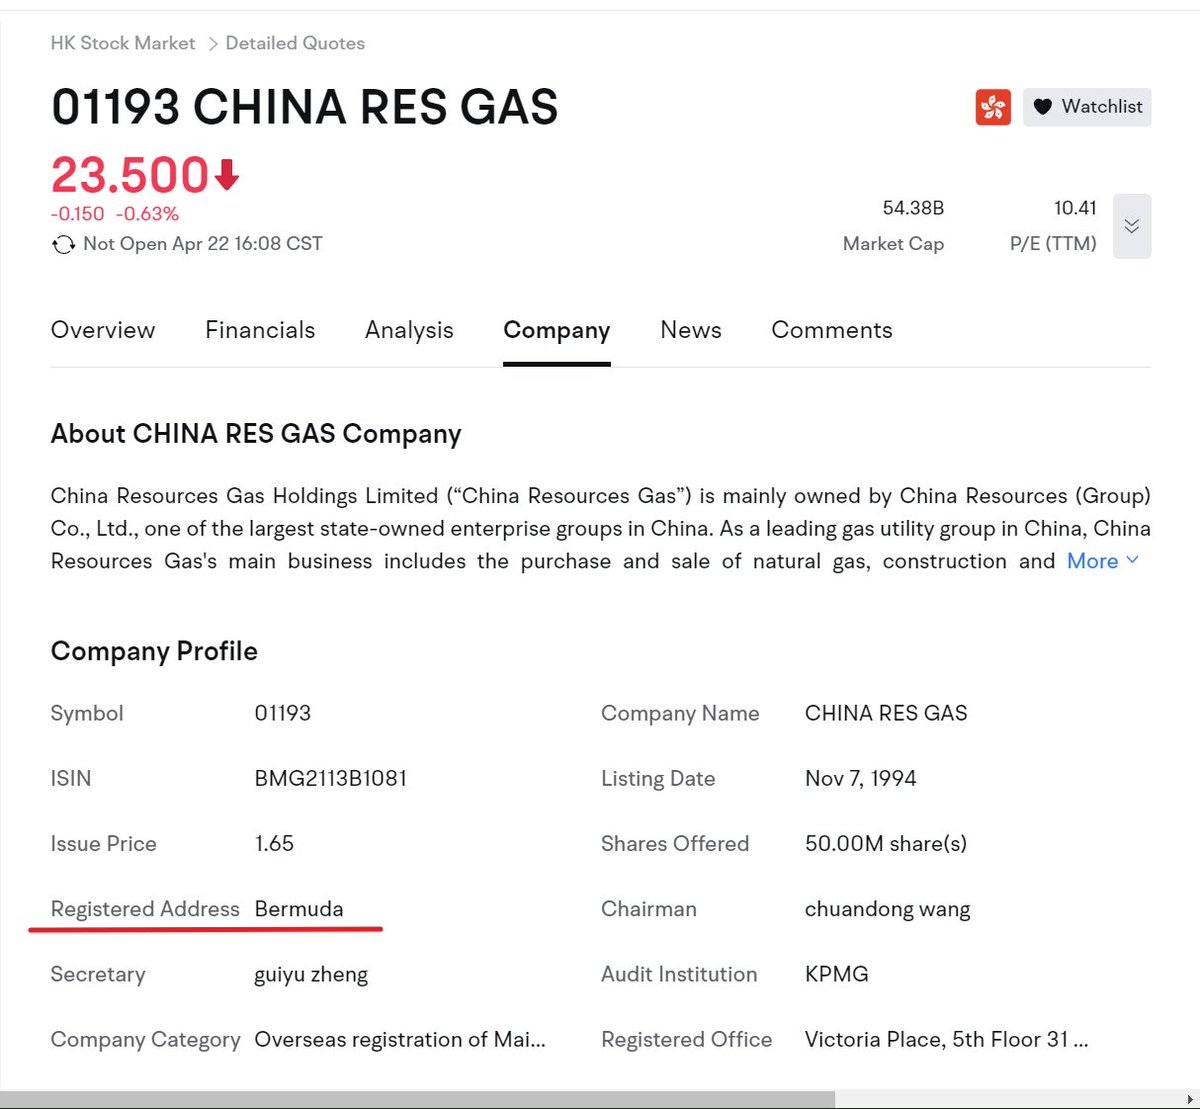 HK Stock Market > Detailed Quotes
01193 CHINA RES GAS
Watchlist
23.500
-0.150 -0.63%
Not Open Apr 22 16:08 CST
54.38B
Market Cap
10.41
P/E (TTM)
Overview Financials Analysis Company News Comments
About CHINA RES GAS Company
China Resources Gas Holdings Limited (“China Resources Gas”) is mainly owned by China Resources (Group)
Co., Ltd., one of the largest state-owned enterprise groups in China. As a leading gas utility group in China, China
Resources Gas's main business includes the purchase and sale of natural gas, construction and More
Company Profile
Symbol 01193 Company Name CHINA RES GAS
ISIN BMG2113B1081 Listing Date Nov 7, 1994
Issue Price 1.65 Shares Offered 50.00M share(s)
Registered Address Bermuda Chairman chuandong wang
Secretary guiyu zheng Audit Institution KPMG
Company Category Overseas registration of Mai... Registered Office Victoria Place, 5th Floor 31 ...